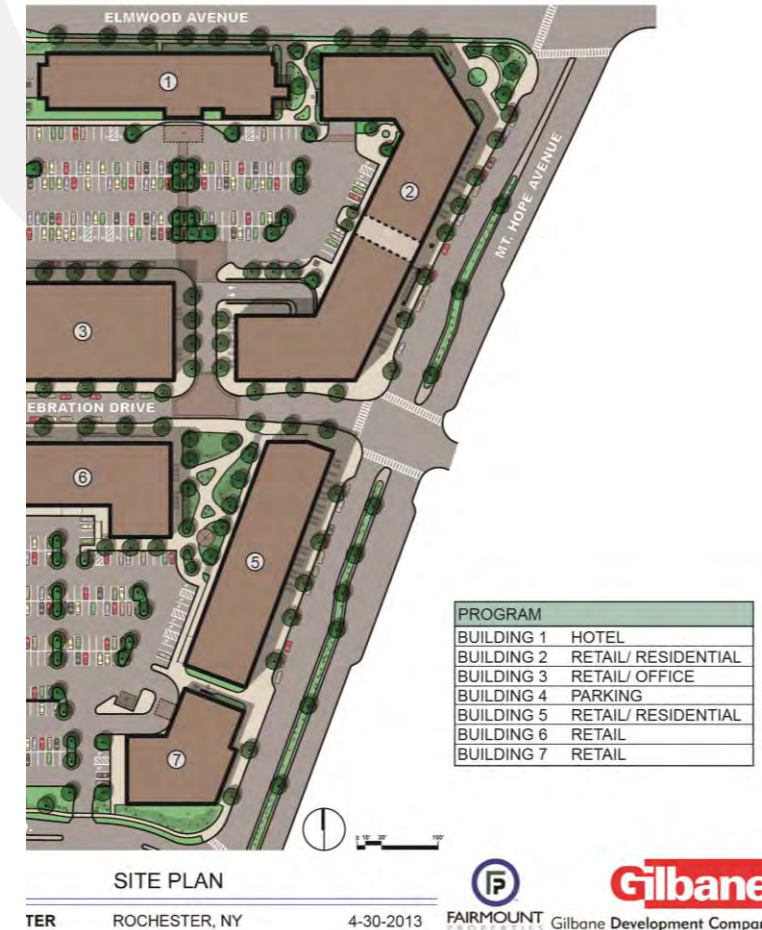 ELMWOOD AVENUE
1
2
MT. HOPE AVENUE
3
EBRATION DRIVE
6
5
7
PROGRAM
BUILDING 1 HOTEL
BUILDING 2 RETAIL/ RESIDENTIAL
BUILDING 3 RETAIL/ OFFICE
BUILDING 4 PARKING
BUILDING 5 RETAIL/ RESIDENTIAL
BUILDING 6 RETAIL
BUILDING 7 RETAIL
SITE PLAN
TER ROCHESTER, NY 4-30-2013
FAIRMOUNT
PROPERTIES
Gilbane
Gilbane Development Compan